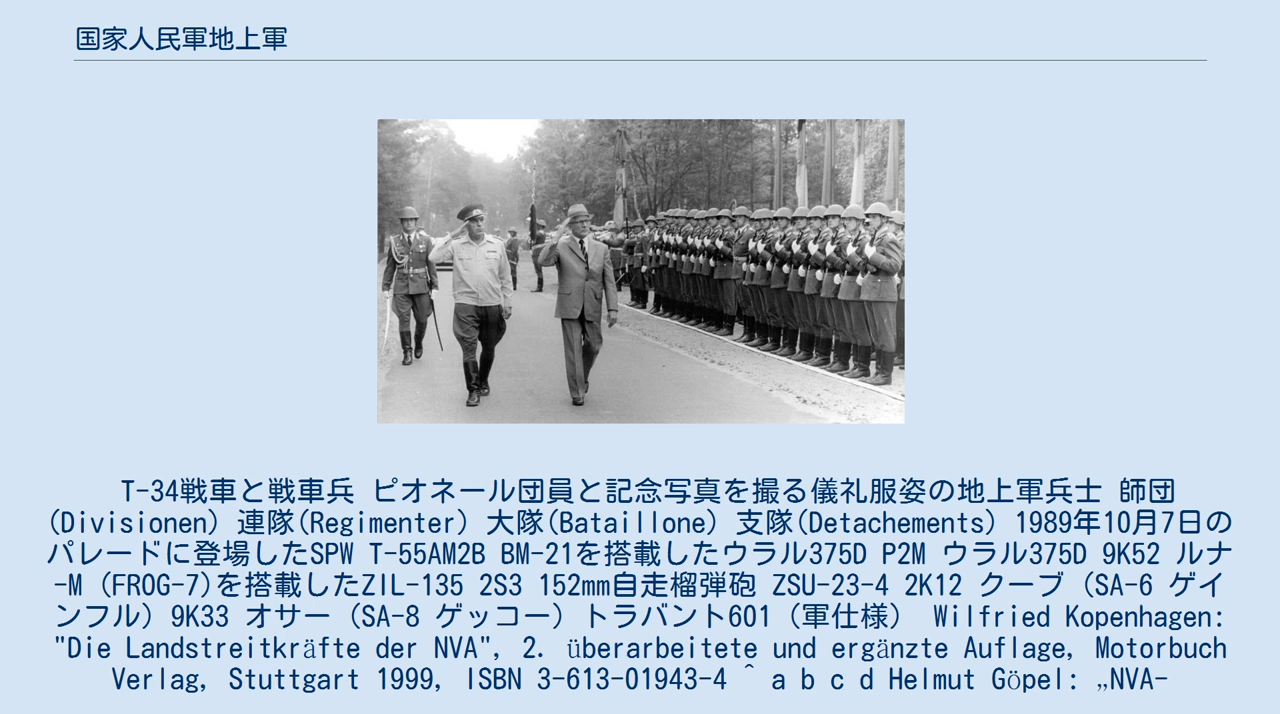 国家人民軍地上軍
T-34戦車と戦車兵 ピオネール団員と記念写真を撮る儀礼服姿の地上軍兵士 師団
(Divisionen) 連隊(Regimenter) 大隊(Bataillone) 支隊(Detachements) 1989年10月7日の
パレードに登場したSPW T-55AM2B BM-21を搭載したウラル375D P2M ウラル375D 9K52 ルナ
-M (FROG-7)を搭載したZIL-135 2S3 152mm自走榴弾砲 ZSU-23-4 2K12 クーブ (SA-6 ゲイ
ンフル) 9K33 オサー (SA-8 ゲッコー) トラバント601 (軍仕様) Wilfried Kopenhagen:
"Die Landstreitkräfte der NVA", 2. überarbeitete und ergänzte Auflage, Motorbuch
Verlag, Stuttgart 1999, ISBN 3-613-01943-4 ^ a b c d Helmut Göpel: „NVA-